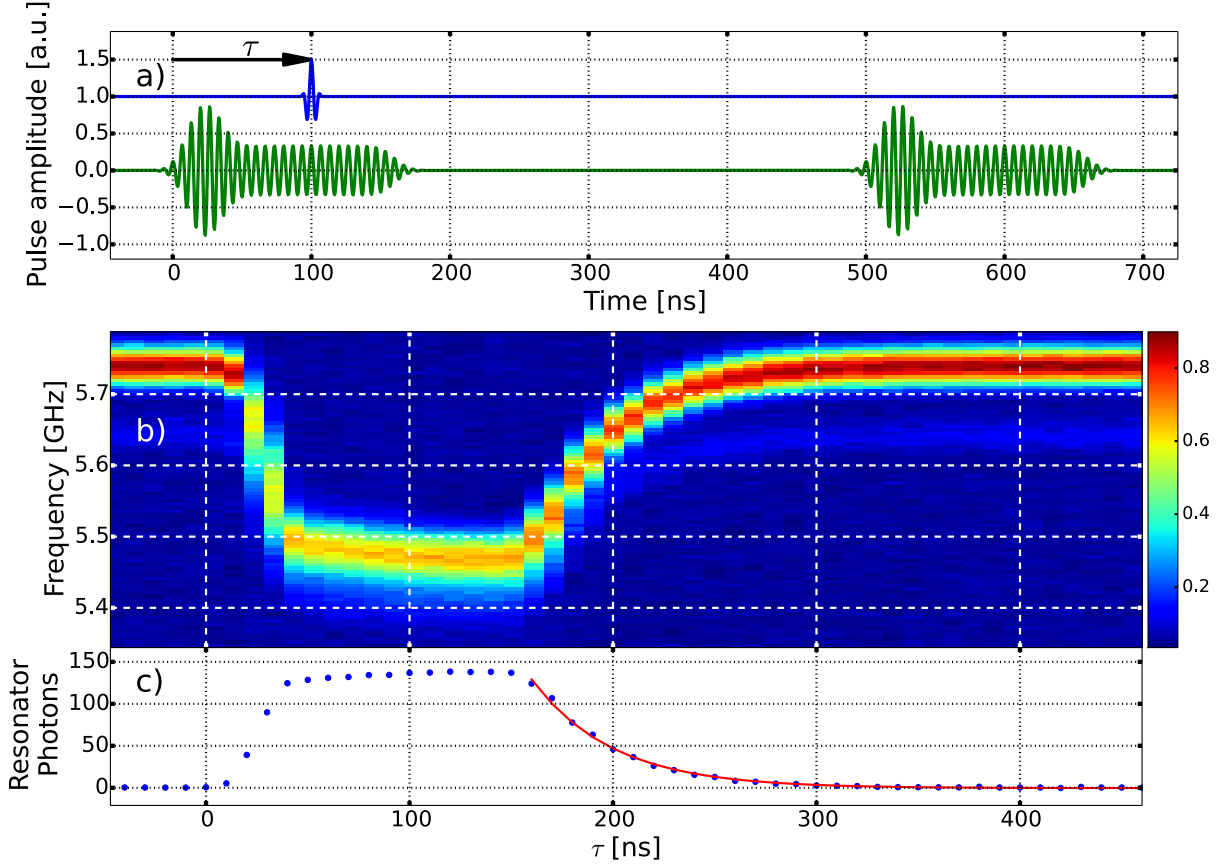 Pulse amplitude [a.u.]
1.5
1.0
0.5
0.0
−0.5
−1.0
a)
τ
0 100 200 300 400 500 600 700
Time [ns]
Frequency [GHz]
5.7
5.6
5.5
5.4
b)
0.8
0.6
0.4
0.2
Resonator
Photons
150
100
50
0
c)
0 100 200 300 400
τ [ns]